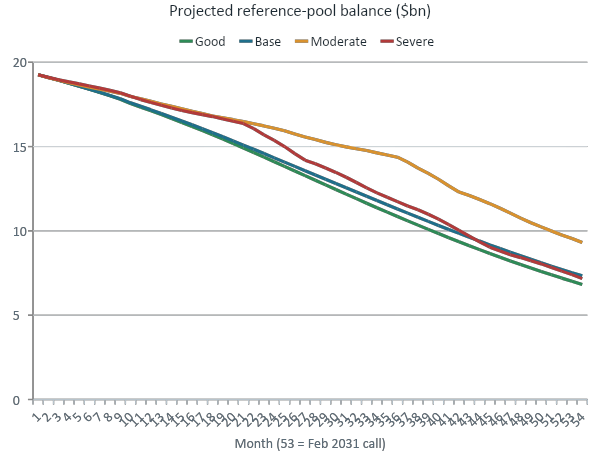 Projected reference-pool balance ($bn)
Good Base Moderate Severe
20
15
10
5
0
1 2 3 4 5 6 7 8 9 10 11 12 13 14 15 16 17 18 19 20 21 22 23 24 25 26 27 28 29 30 31 32 33 34 35 36 37 38 39 40 41 42 43 44 45 46 47 48 49 50 51 52 53 54
Month (53 = Feb 2031 call)